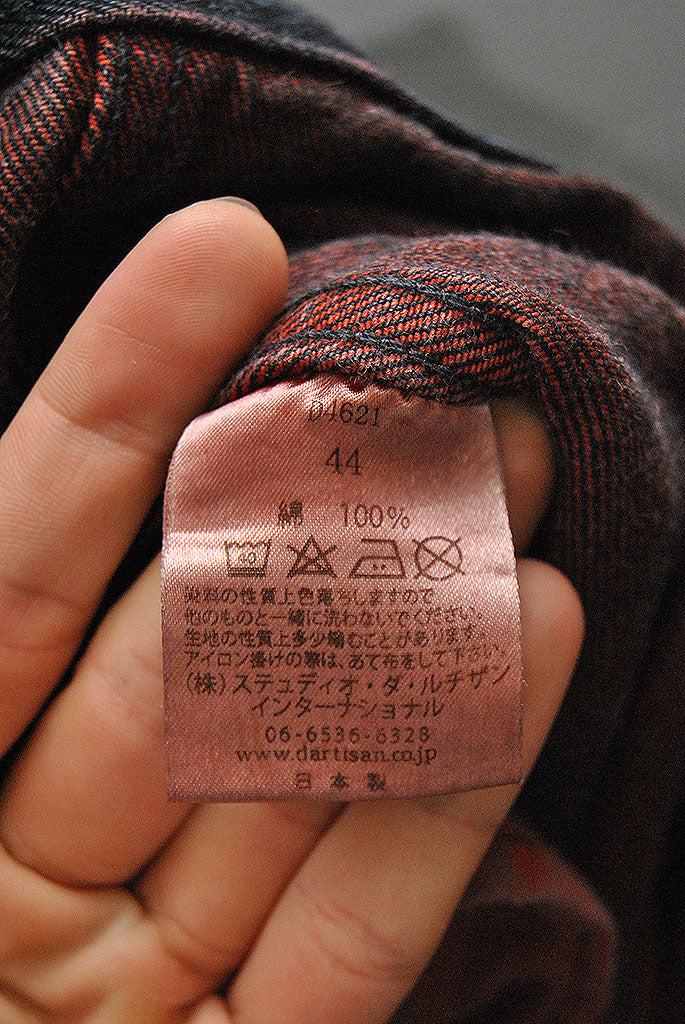 D4621
44
綿 100%
40
染料の性質上色落ちしますので
他のものと一緒に洗わないでください。
生地の性質上多少縮むことがあります。
アイロン掛けの際は、あて布をして下さい。
(株)ステュディオ・ダ・ルチザン
インターナショナル
06-6536-6328
www.dartisan.co.jp
日本製